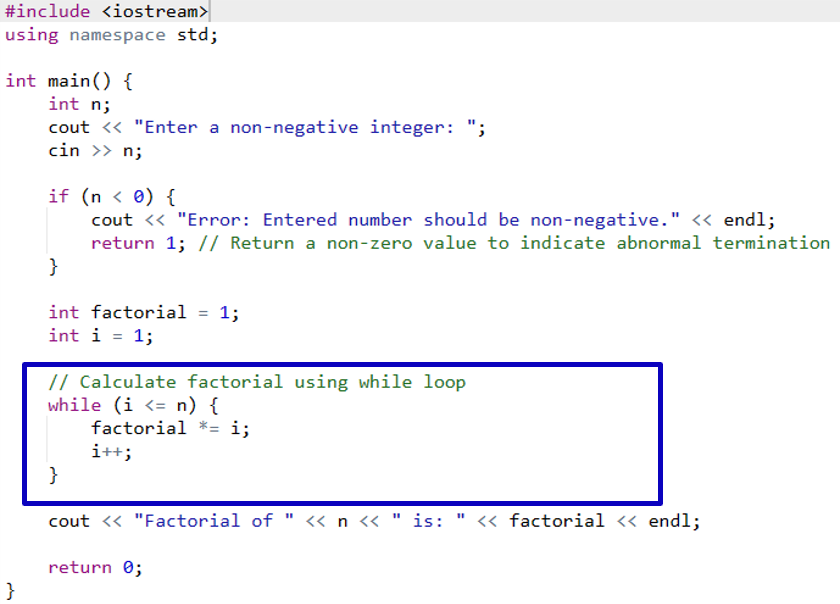 #include <iostream>
using namespace std;
int main() {
int n;
cout << "Enter a non-negative integer: ";
cin >> n;
if (n < 0) {
cout << "Error: Entered number should be non-negative." << endl;
return 1; // Return a non-zero value to indicate abnormal termination
}
int factorial = 1;
int i = 1;
// Calculate factorial using while loop
while (i <= n) {
factorial *= i;
i++;
}
cout << "Factorial of " << n << " is: " << factorial << endl;
return 0;
}